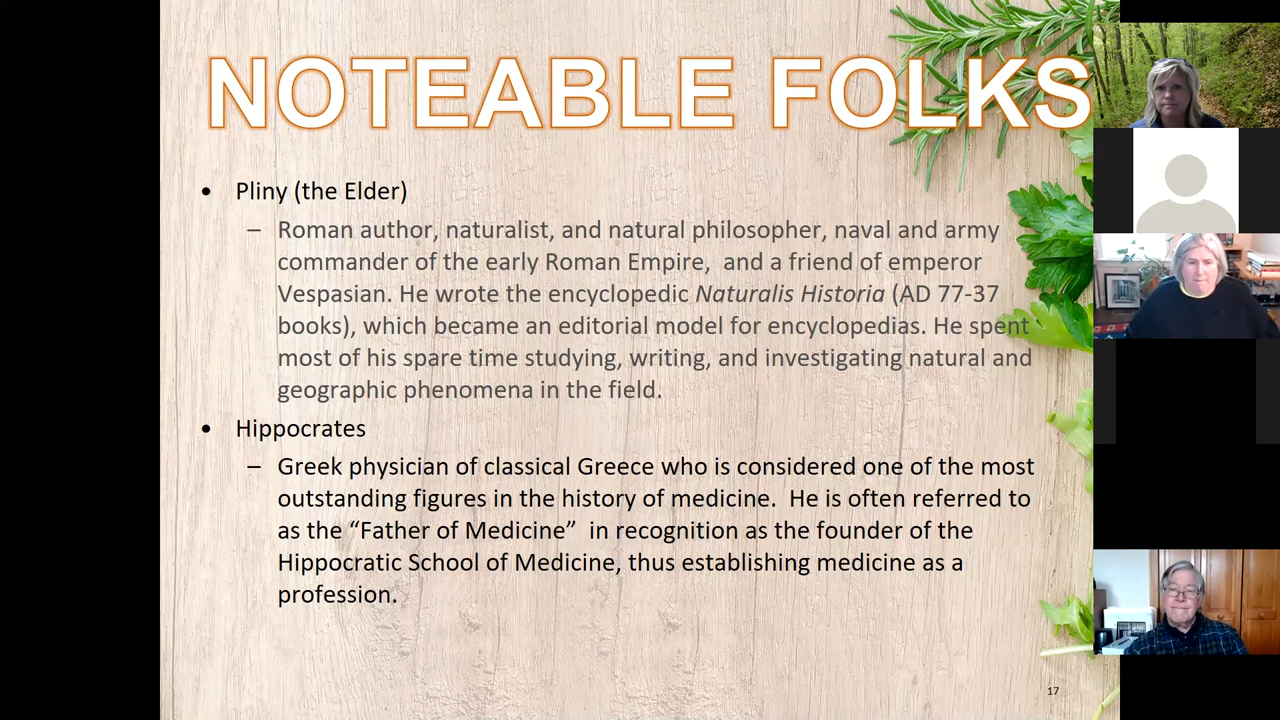 NOTEABLE FOLKS
• Pliny (the Elder)
– Roman author, naturalist, and natural philosopher, naval and army
commander of the early Roman Empire,  and a friend of emperor
Vespasian. He wrote the encyclopedic Naturalis Historia (AD 77-37
books), which became an editorial model for encyclopedias. He spent
most of his spare time studying, writing, and investigating natural and
geographic phenomena in the field.
• Hippocrates
– Greek physician of classical Greece who is considered one of the most
outstanding figures in the history of medicine.  He is often referred to
as the “Father of Medicine”  in recognition as the founder of the
Hippocratic School of Medicine, thus establishing medicine as a
profession.
17